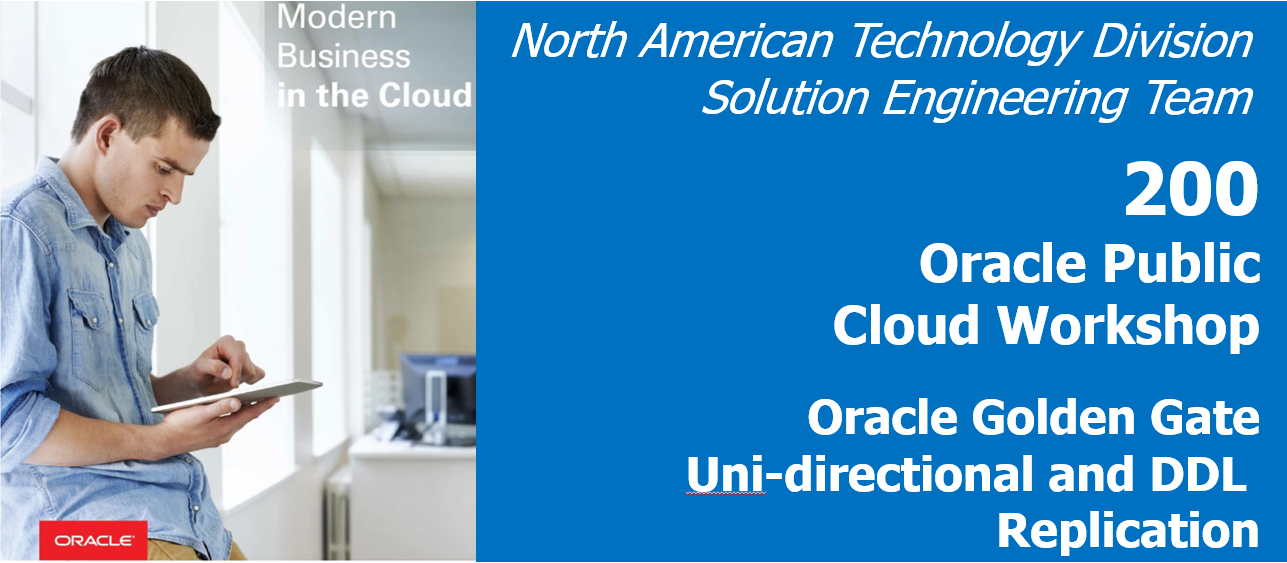 Modern
Business
in the Cloud
ORACLE
North American Technology Division
Solution Engineering Team
200
Oracle Public
Cloud Workshop
Oracle Golden Gate
Uni-directional and DDL
Replication